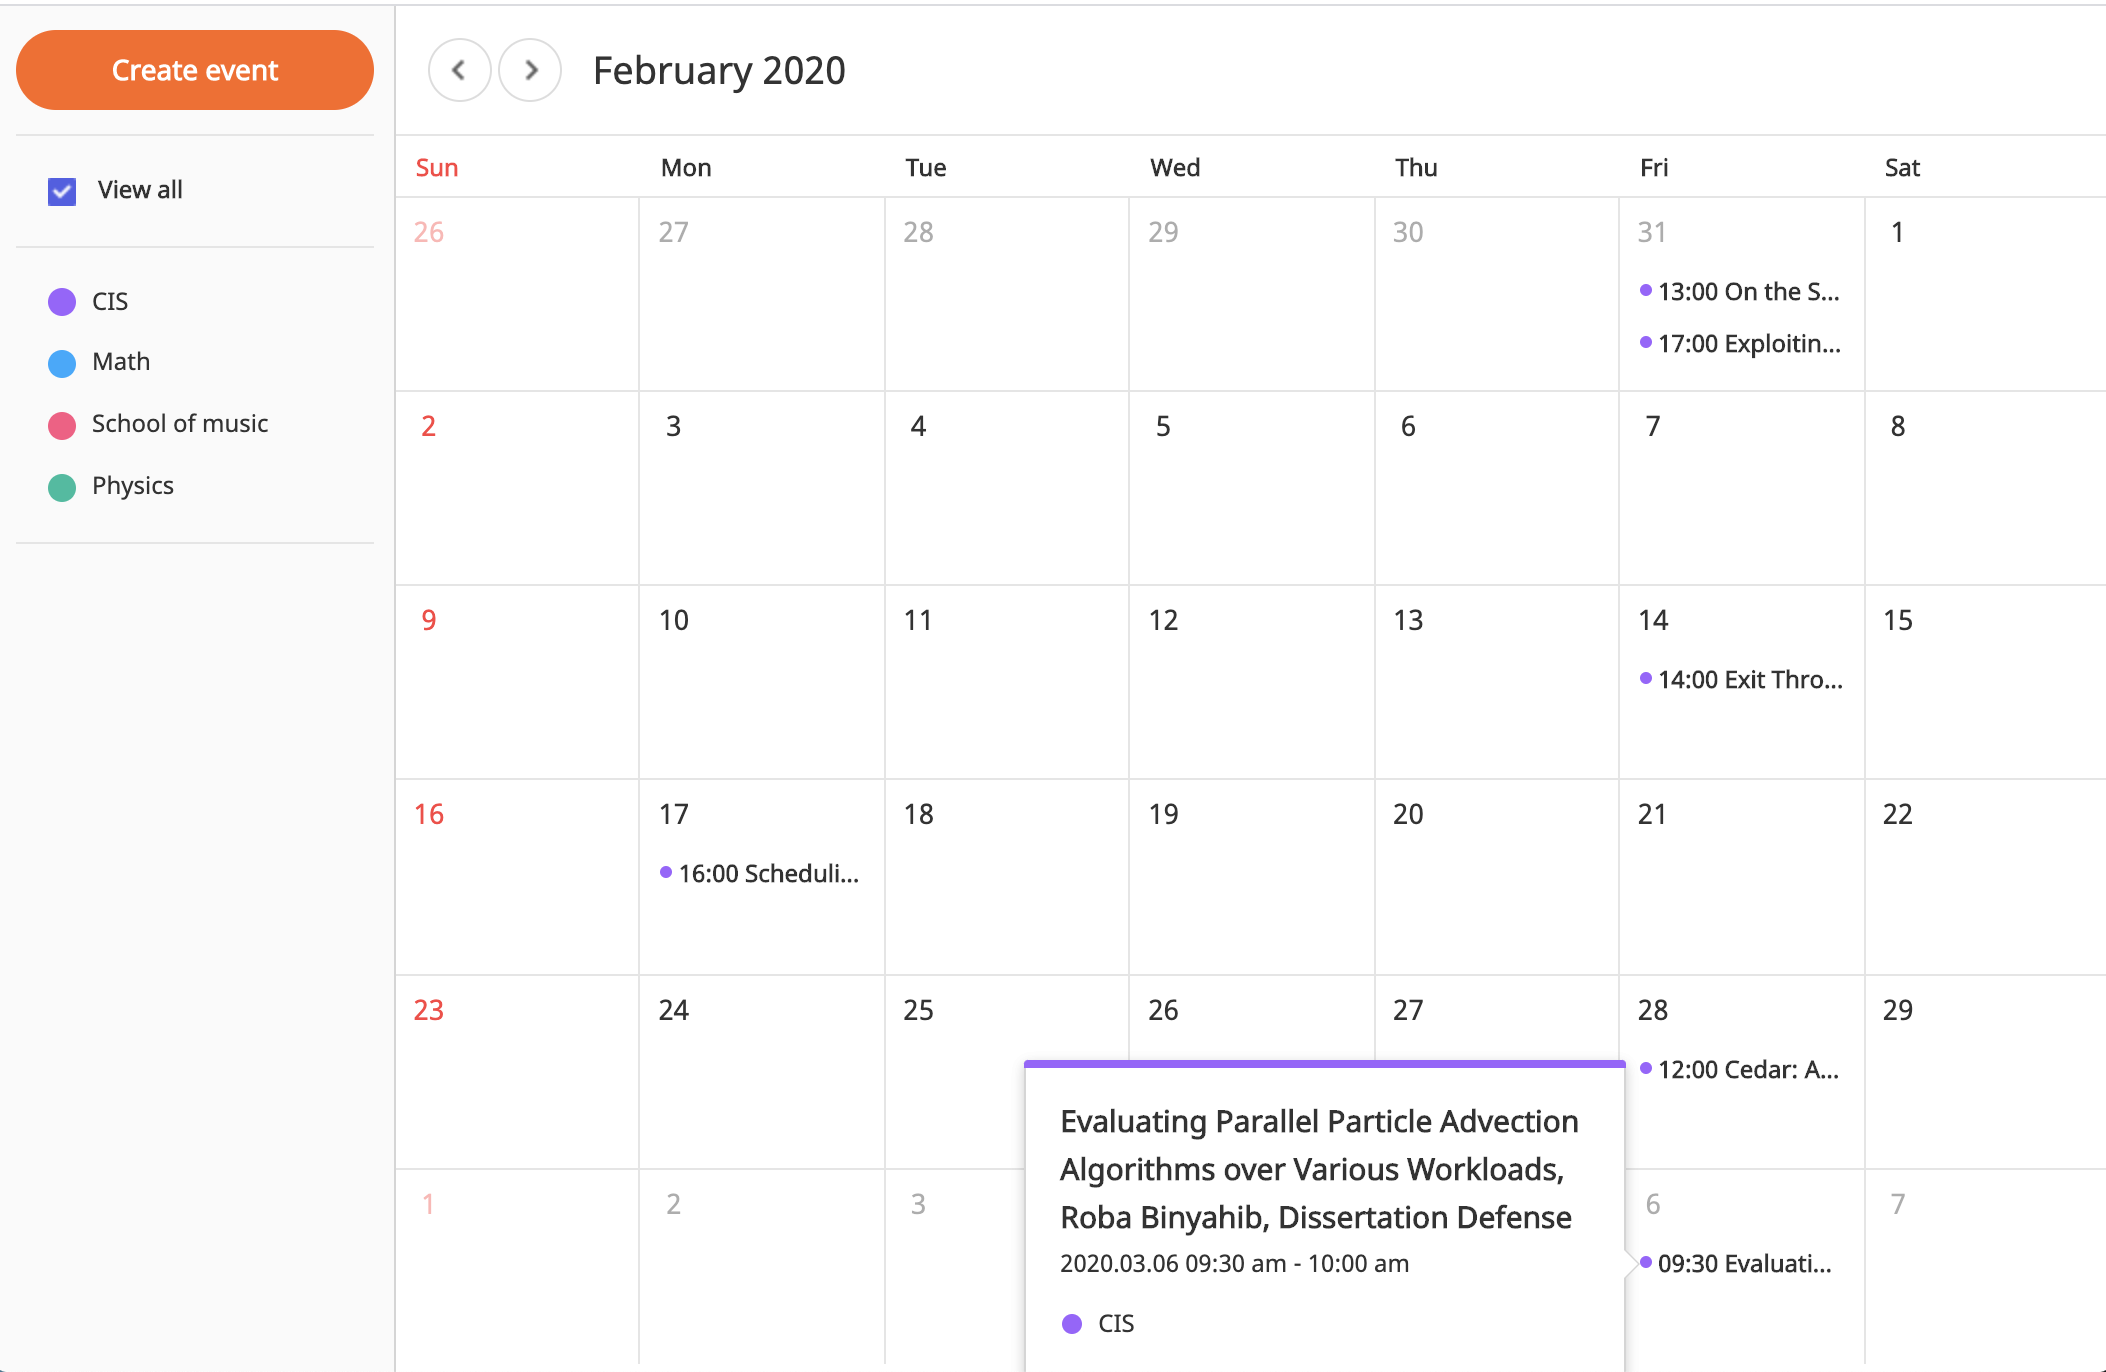 Create event
View all
CIS
Math
School of music
Physics
February 2020
Sun Mon Tue Wed Thu Fri Sat
26 27 28 29 30 31 1
13:00 On the S...
17:00 Exploitin...
2 3 4 5 6 7 8
9 10 11 12 13 14 15
14:00 Exit Thro...
16 17 18 19 20 21 22
16:00 Scheduli...
23 24 25 26 27 28 29
12:00 Cedar: A...
1 2 3 6 7
09:30 Evaluati...
Evaluating Parallel Particle Advection
Algorithms over Various Workloads,
Roba Binyahib, Dissertation Defense
2020.03.06 09:30 am - 10:00 am
CIS